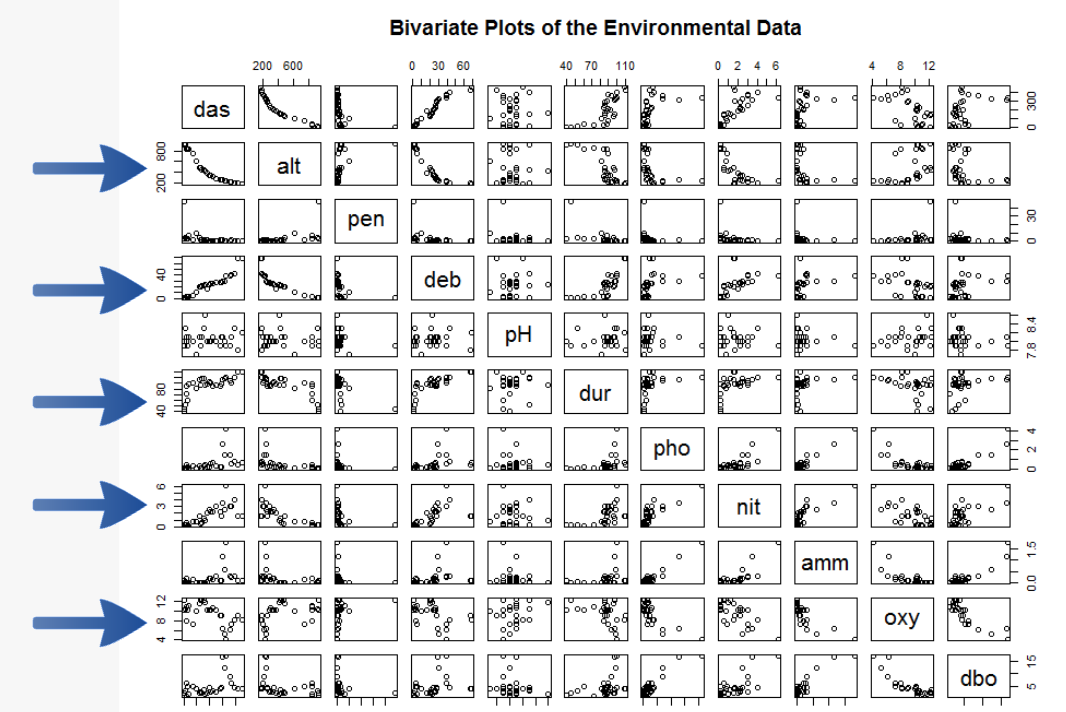 Bivariate Plots of the Environmental Data
200 600 0 30 60 40 70 110 0 2 4 6 4 8 12
das 0 300
200 800 alt
pen 0 30
0 40 deb
pH 7.8 8.4
40 80 dur
pho 0 2 4
0 3 6 nit
amm 0.0 1.5
4 8 12 oxy
dbo 5 15